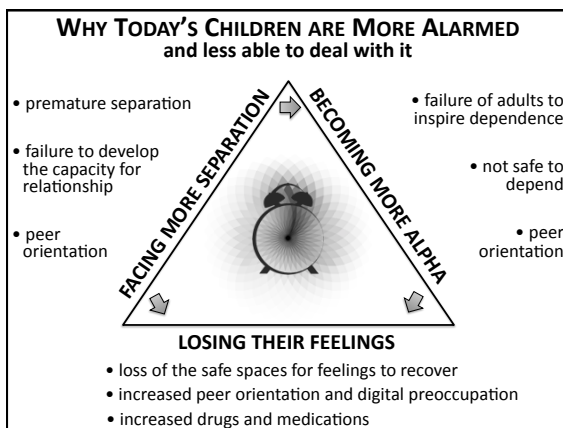 WHY TODAY'S CHILDREN ARE MORE ALARMED
and less able to deal with it
• premature separation
• failure to develop
the capacity for
relationship
• peer
orientation
FACING MORE SEPARATION
BECOMING MORE ALPHA
• failure of adults to
inspire dependence
• not safe to
depend
• peer
orientation
LOSING THEIR FEELINGS
• loss of the safe spaces for feelings to recover
• increased peer orientation and digital preoccupation
• increased drugs and medications